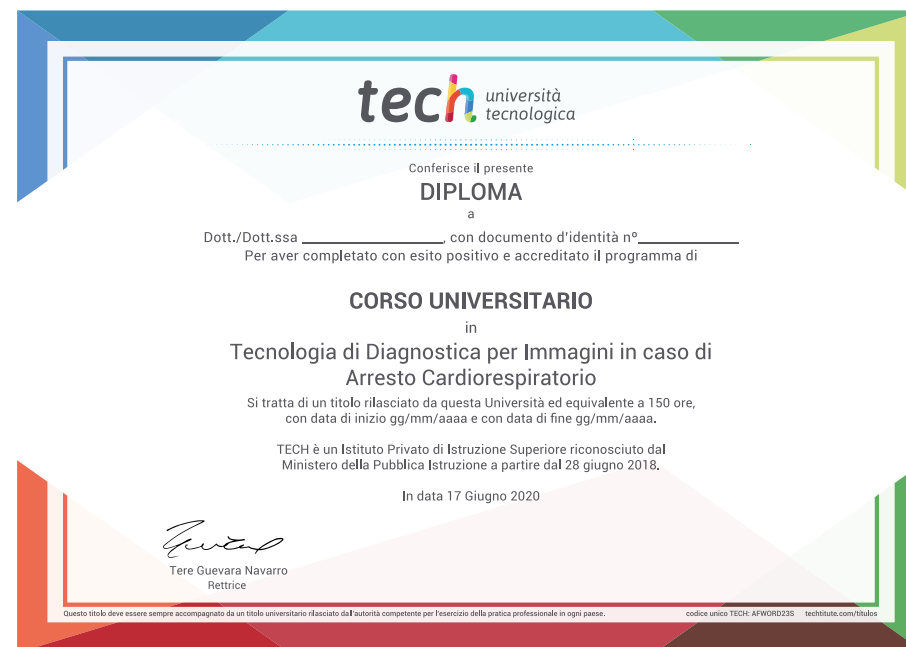 tech università
tecnologica
Conferisce il presente
DIPLOMA
a
Dott./Dott.ssa ____________________, con documento d'identità nº______________
Per aver completato con esito positivo e accreditato il programma di
CORSO UNIVERSITARIO
in
Tecnologia di Diagnostica per Immagini in caso di
Arresto Cardiorespiratorio
Si tratta di un titolo rilasciato da questa Università ed equivalente a 150 ore,
con data di inizio gg/mm/aaaa e con data di fine gg/mm/aaaa.
TECH è un Istituto Privato di Istruzione Superiore riconosciuto dal
Ministero della Pubblica Istruzione a partire dal 28 giugno 2018.
In data 17 Giugno 2020
Tere Guevara Navarro
Rettrice
Questo titolo deve essere sempre accompagnato da un titolo universitario rilasciato dall'autorità competente per l'esercizio della pratica professionale in ogni paese. codice unico TECH: AFWORD23S techtitute.com/titulos